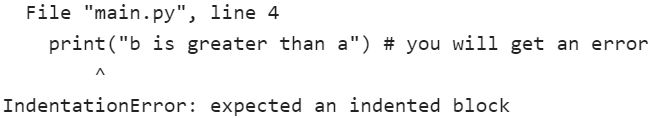 File "main.py", line 4
print("b is greater than a") # you will get an error
^
IndentationError: expected an indented block